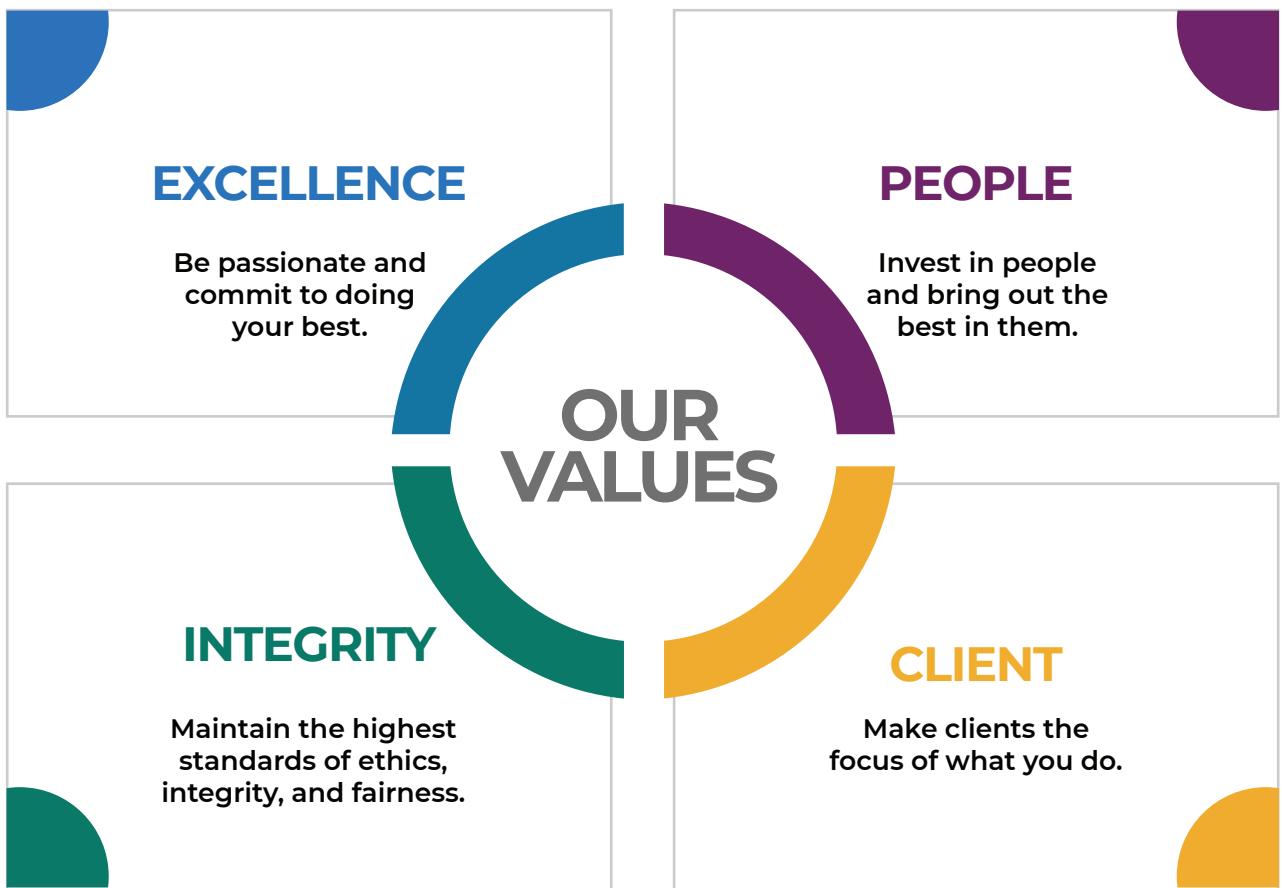 EXCELLENCE
Be passionate and
commit to doing
your best.
PEOPLE
Invest in people
and bring out the
best in them.
OUR
VALUES
INTEGRITY
Maintain the highest
standards of ethics,
integrity, and fairness.
CLIENT
Make clients the
focus of what you do.